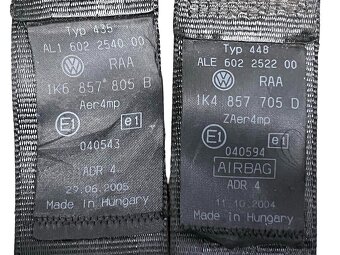 Typ 435
AL1 602 2540 00
RAA
1K6 857 805 B
Aer4mp
E1 e1
040543
ADR 4
29.06.2005
Made in Hungary
Typ 448
ALE 602 2522 00
RAA
1K4 857 705 D
ZAer4mp
E1 e1
040594
AIRBAG
ADR 4
11.10.2004
Made in Hungary